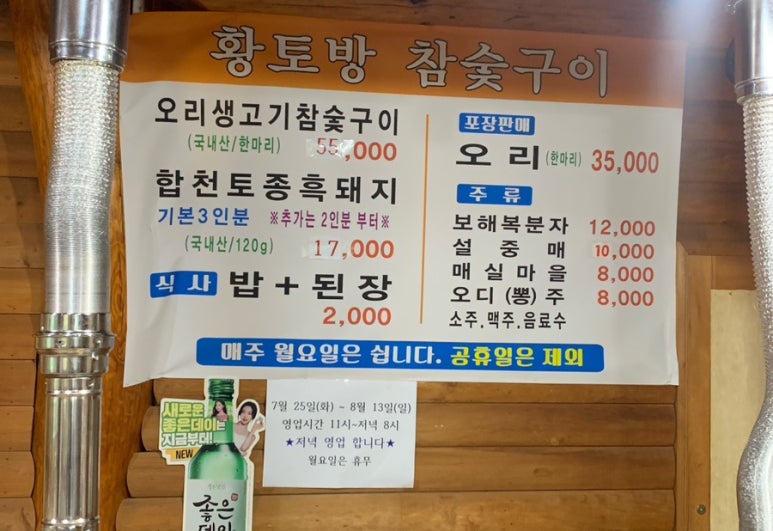 황토방 참숯구이
오리생고기참숯구이
(국내산/한마리) 55,000
합천토종흑돼지
기본3인분 ※추가는 2인분 부터※
(국내산/120g) 17,000
식사 밥+된장
2,000
포장판매
오리(한마리) 35,000
주류
보해복분자 12,000
설중매 10,000
매실마을 8,000
오디(뽕)주 8,000
소주.맥주.음료수
매주 월요일은 쉽니다. 공휴일은 제외
7월 25일(화) ~ 8월 13일(일)
영업시간 11시~저녁 8시
★저녁 영업 합니다★
월요일은 휴무
새로운
좋은데이는
지금부터!
NEW
좋은
데이